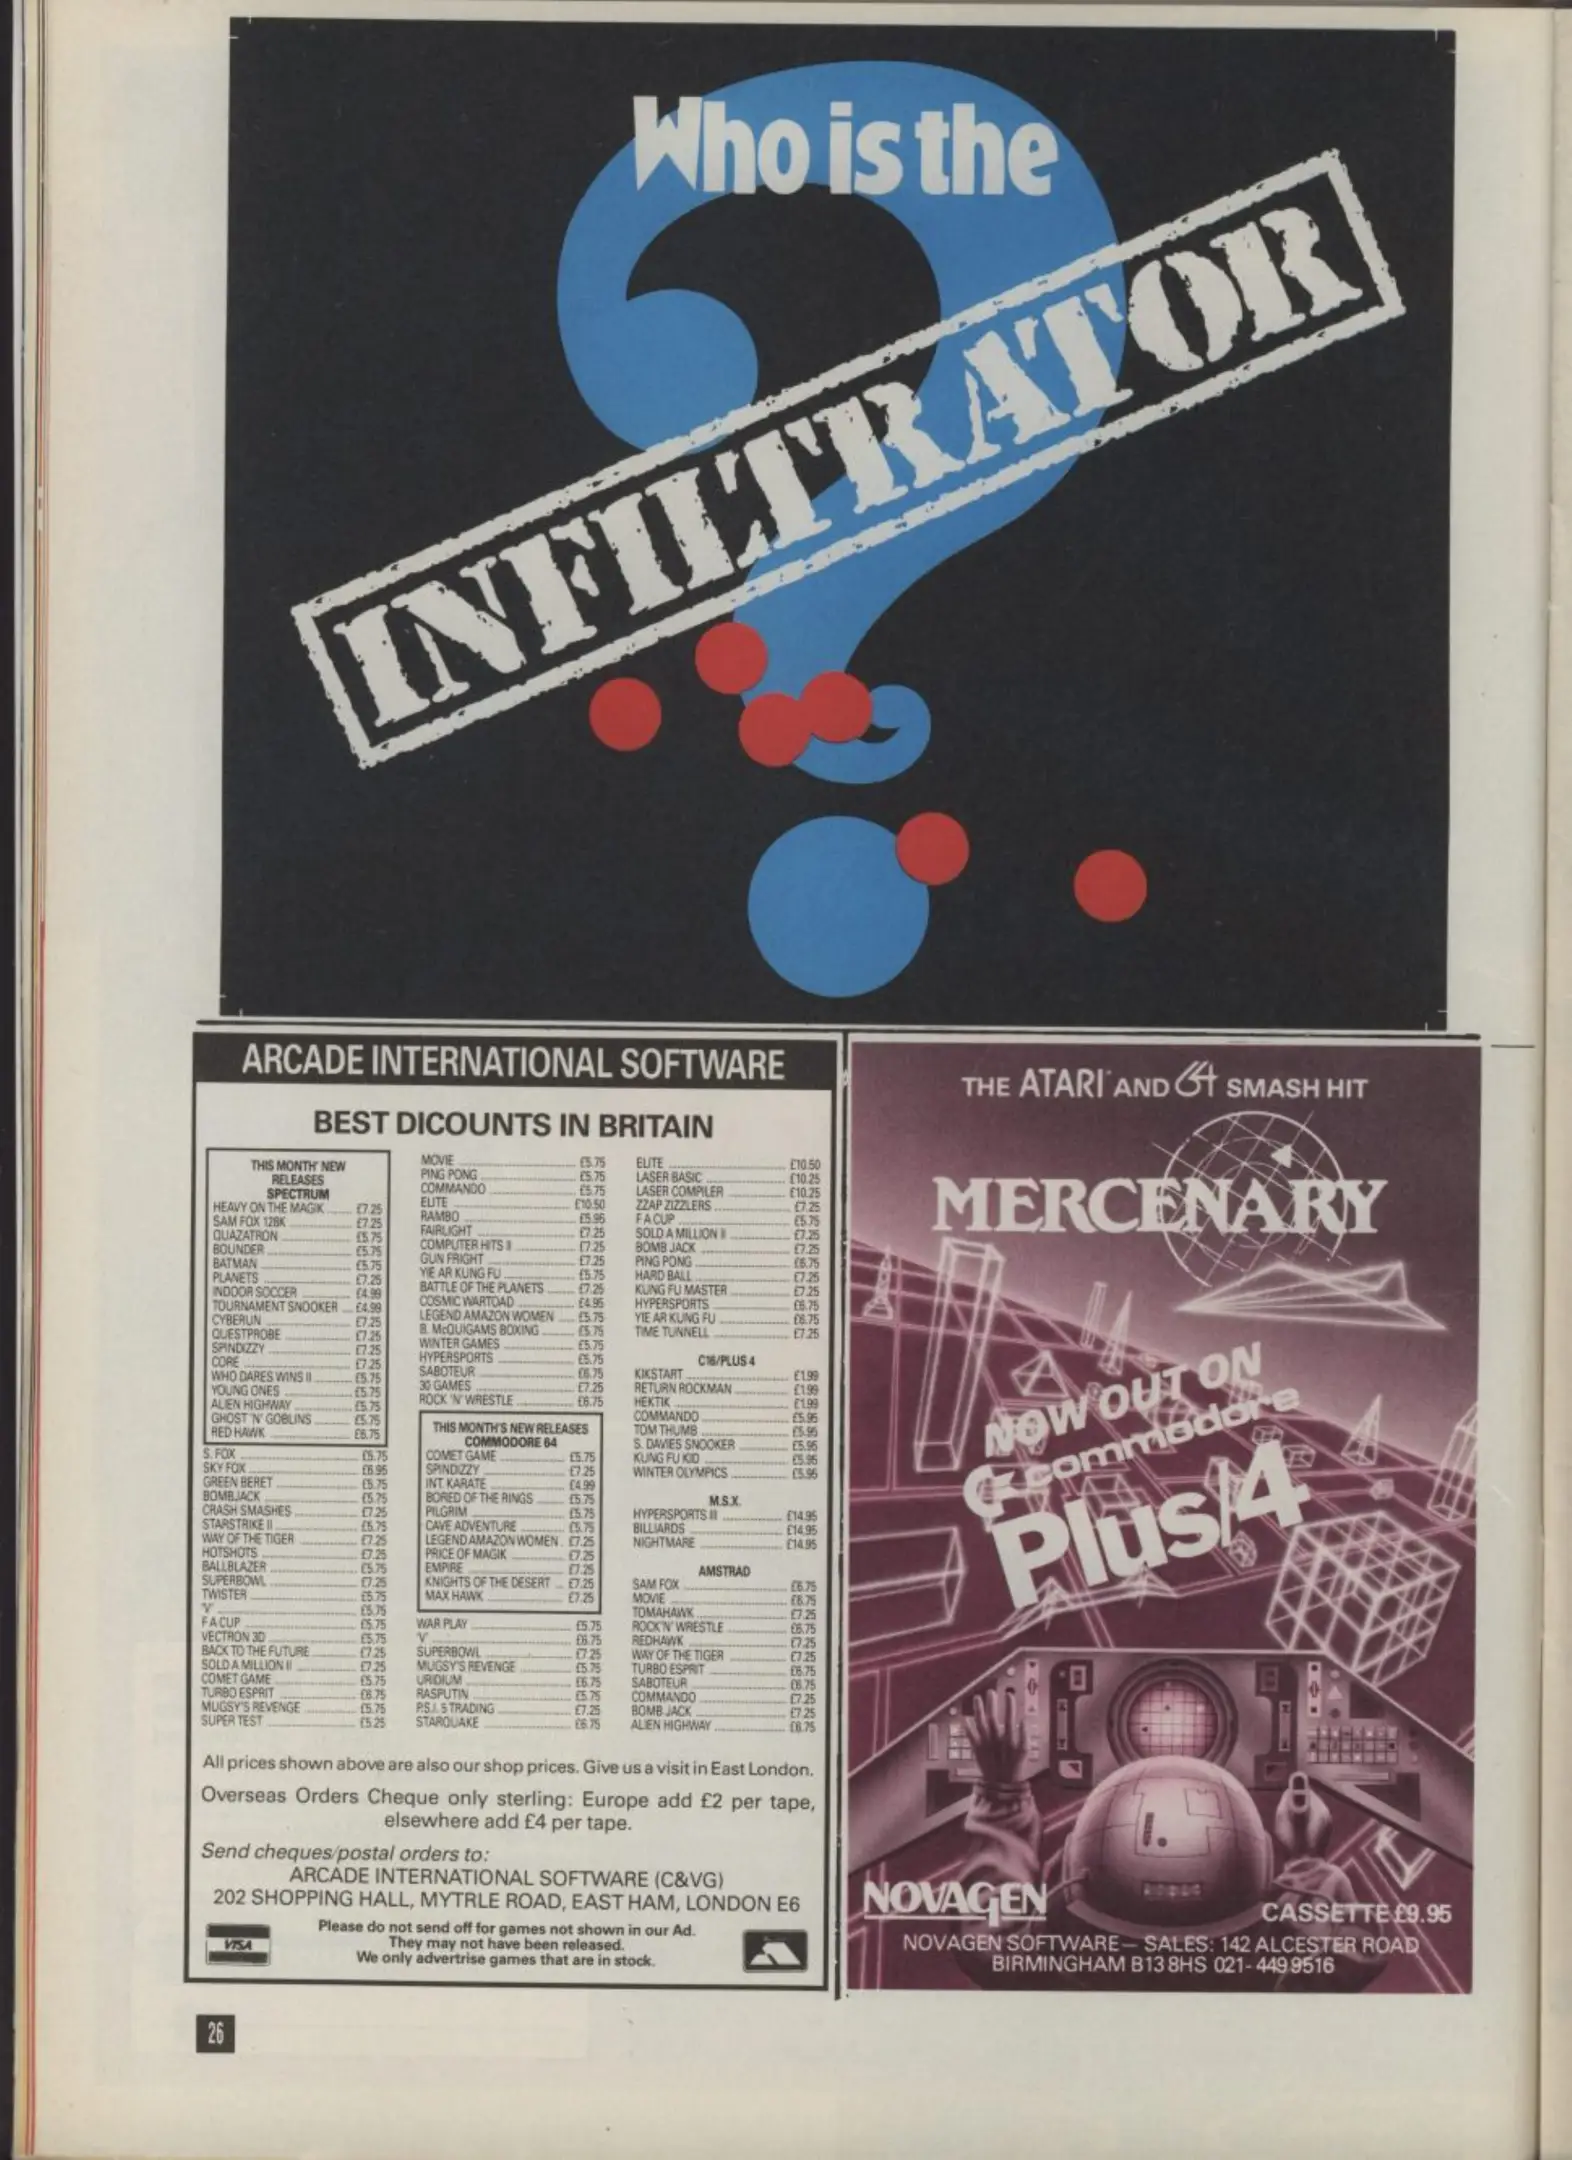 Who is the
INFILTRATOR
ARCADE INTERNATIONAL SOFTWARE
BEST DICOUNTS IN BRITAIN
THIS MONTH' NEW
RELEASES
SPECTRUM
HEAVY ON THE MAGIK £7.25
SAM FOX 128K £7.25
QUAZATRON £5.75
BOUNDER £5.75
BATMAN £5.75
PLANETS £7.25
INDOOR SOCCER £4.99
TOURNAMENT SNOOKER £4.99
CYBERUN £7.25
QUESTPROBE £7.25
SPINDIZZY £7.25
CORE £7.25
WHO DARES WINS II £5.75
YOUNG ONES £5.75
ALIEN HIGHWAY £5.75
GHOST 'N' GOBLINS £5.75
RED HAWK £6.75
S. FOX £6.75
SKY FOX £6.95
GREEN BERET £5.75
BOMBJACK £5.75
CRASH SMASHES £7.25
STARSTRIKE II £5.75
WAY OF THE TIGER £7.25
HOTSHOTS £7.25
BALLBLAZER £5.75
SUPERBOWL £7.25
TWISTER £5.75
'V' £5.75
F A CUP £5.75
VECTRON 3D £5.75
BACK TO THE FUTURE £7.25
SOLD A MILLION II £7.25
COMET GAME £5.75
TURBO ESPRIT £6.75
MUGSY'S REVENGE £5.75
SUPER TEST £5.25
MOVIE £5.75
PING PONG £5.75
COMMANDO £5.75
ELITE £10.50
RAMBO £5.95
FAIRLIGHT £7.25
COMPUTER HITS II £7.25
GUN FRIGHT £7.25
YIE AR KUNG FU £5.75
BATTLE OF THE PLANETS £7.25
COSMIC WARTOAD £4.95
LEGEND AMAZON WOMEN £5.75
B. McQUIGAMS BOXING £5.75
WINTER GAMES £5.75
HYPERSPORTS £5.75
SABOTEUR £6.75
30 GAMES £7.25
ROCK 'N' WRESTLE £6.75
THIS MONTH'S NEW RELEASES
COMMODORE 64
COMET GAME £5.75
SPINDIZZY £7.25
INT. KARATE £4.99
BORED OF THE RINGS £5.75
PILGRIM £5.75
CAVE ADVENTURE £5.75
LEGEND AMAZON WOMEN £7.25
PRICE OF MAGIK £7.25
EMPIRE £7.25
KNIGHTS OF THE DESERT £7.25
MAX HAWK £7.25
WAR PLAY £5.75
'V' £6.75
SUPERBOWL £7.25
MUGSY'S REVENGE £5.75
URIDIUM £6.75
RASPUTIN £5.75
P.S.I. 5 TRADING £7.25
STARQUAKE £6.75
ELITE £10.50
LASER BASIC £10.25
LASER COMPILER £10.25
ZZAP ZIZZLERS £7.25
F A CUP £5.75
SOLD A MILLION II £7.25
BOMB JACK £7.25
PING PONG £6.75
HARD BALL £7.25
KUNG FU MASTER £7.25
HYPERSPORTS £6.75
YIE AR KUNG FU £6.75
TIME TUNNELL £7.25
C16/PLUS 4
KIKSTART £1.99
RETURN ROCKMAN £1.99
HEKTIK £1.99
COMMANDO £5.95
TOM THUMB £5.95
S. DAVIES SNOOKER £5.95
KUNG FU KID £5.95
WINTER OLYMPICS £5.95
M.S.X.
HYPERSPORTS III £14.95
BILLIARDS £14.95
NIGHTMARE £14.95
AMSTRAD
SAM FOX £6.75
MOVIE £6.75
TOMAHAWK £7.25
ROCK 'N' WRESTLE £6.75
REDHAWK £7.25
WAY OF THE TIGER £7.25
TURBO ESPRIT £6.75
SABOTEUR £6.75
COMMANDO £7.25
BOMB JACK £7.25
ALIEN HIGHWAY £6.75
All prices shown above are also our shop prices. Give us a visit in East London.
Overseas Orders Cheque only sterling: Europe add £2 per tape,
elsewhere add £4 per tape.
Send cheques/postal orders to:
ARCADE INTERNATIONAL SOFTWARE (C&VG)
202 SHOPPING HALL, MYTRLE ROAD, EAST HAM, LONDON E6
Please do not send off for games not shown in our Ad.
They may not have been released.
We only advertrise games that are in stock.
VISA
THE ATARI AND 64 SMASH HIT
MERCENARY
NOW OUT ON
commodore
Plus/4
NOVAGEN
CASSETTE £9.95
NOVAGEN SOFTWARE— SALES: 142 ALCESTER ROAD
BIRMINGHAM B13 8HS 021-449 9516
26